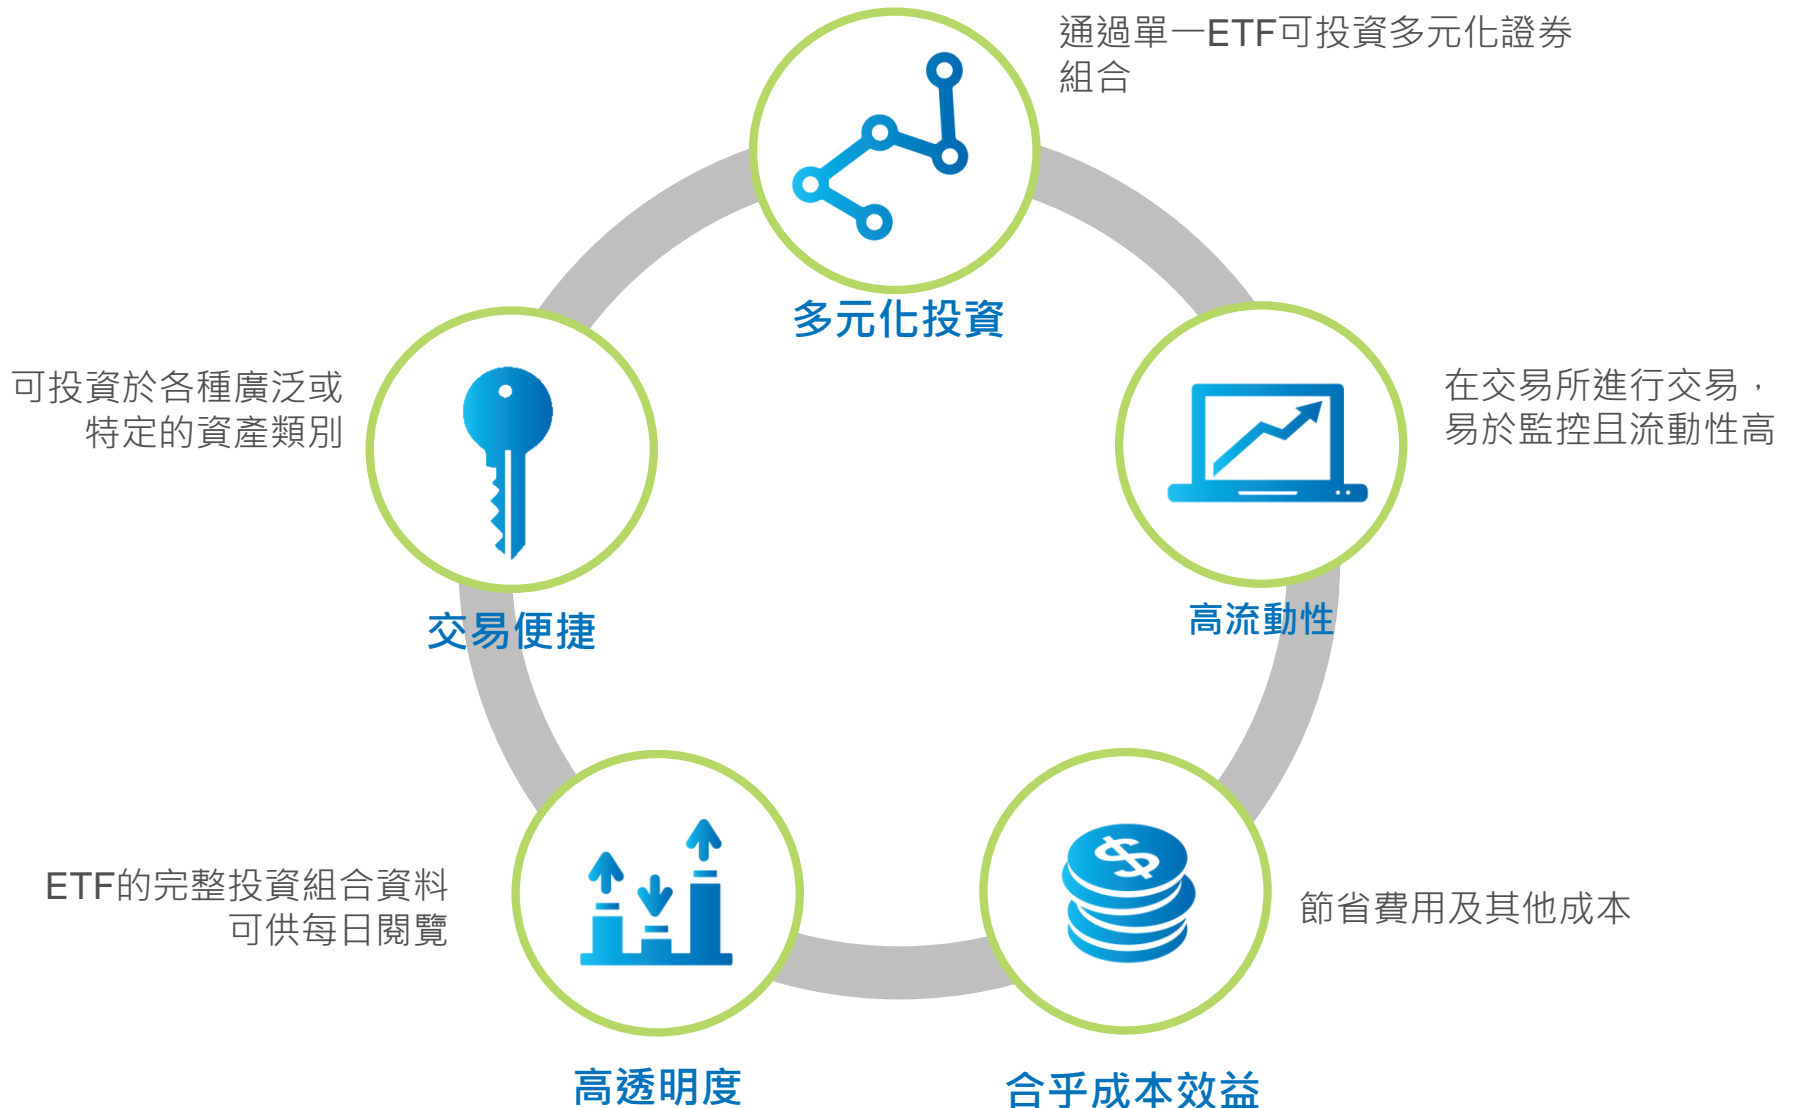 通過單一ETF可投資多元化證券
組合
多元化投資
在交易所進行交易，
易於監控且流動性高
高流動性
節省費用及其他成本
合乎成本效益
ETF的完整投資組合資料
可供每日閱覽
高透明度
可投資於各種廣泛或
特定的資產類別
交易便捷